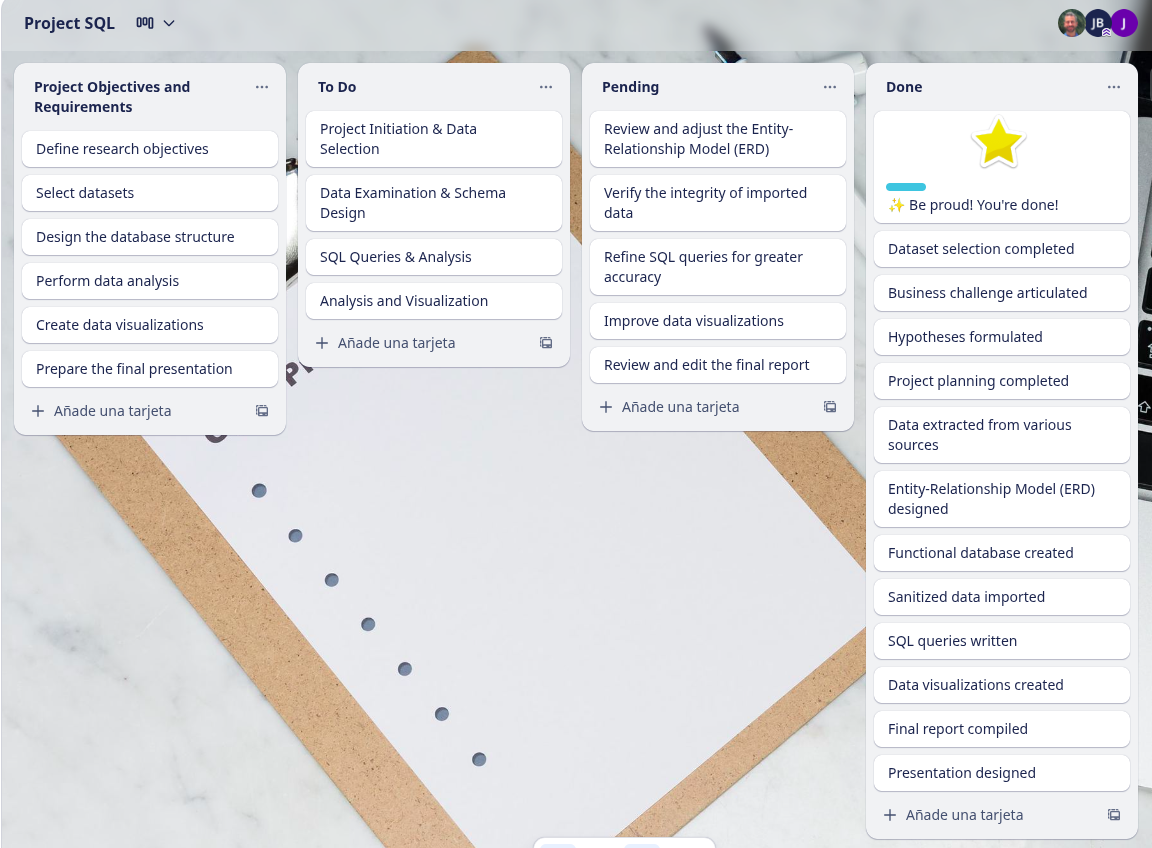 Project SQL
JB
J
Project Objectives and
Requirements
Define research objectives
Select datasets
Design the database structure
Perform data analysis
Create data visualizations
Prepare the final presentation
Añade una tarjeta
To Do
Project Initiation & Data
Selection
Data Examination & Schema
Design
SQL Queries & Analysis
Analysis and Visualization
Añade una tarjeta
Pending
Review and adjust the Entity-
Relationship Model (ERD)
Verify the integrity of imported
data
Refine SQL queries for greater
accuracy
Improve data visualizations
Review and edit the final report
Añade una tarjeta
Done
✨ Be proud! You're done!
Dataset selection completed
Business challenge articulated
Hypotheses formulated
Project planning completed
Data extracted from various
sources
Entity-Relationship Model (ERD)
designed
Functional database created
Sanitized data imported
SQL queries written
Data visualizations created
Final report compiled
Presentation designed
Añade una tarjeta